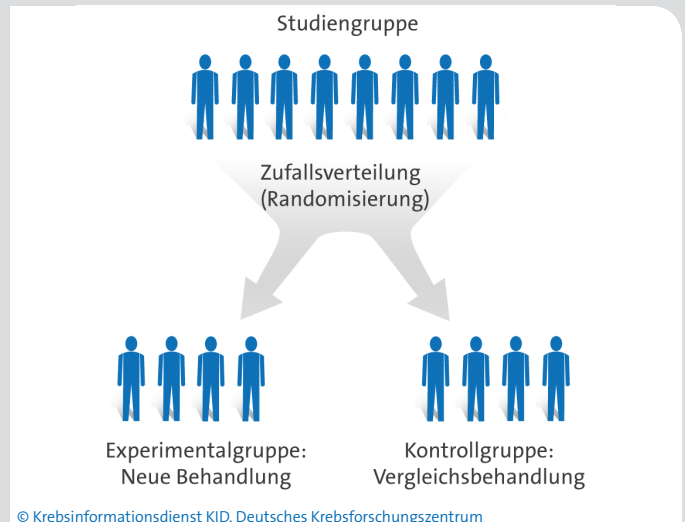 Studiengruppe
Zufallsverteilung
(Randomisierung)
Experimentalgruppe:
Neue Behandlung
Kontrollgruppe:
Vergleichsbehandlung
© Krebsinformationsdienst KID, Deutsches Krebsforschungszentrum